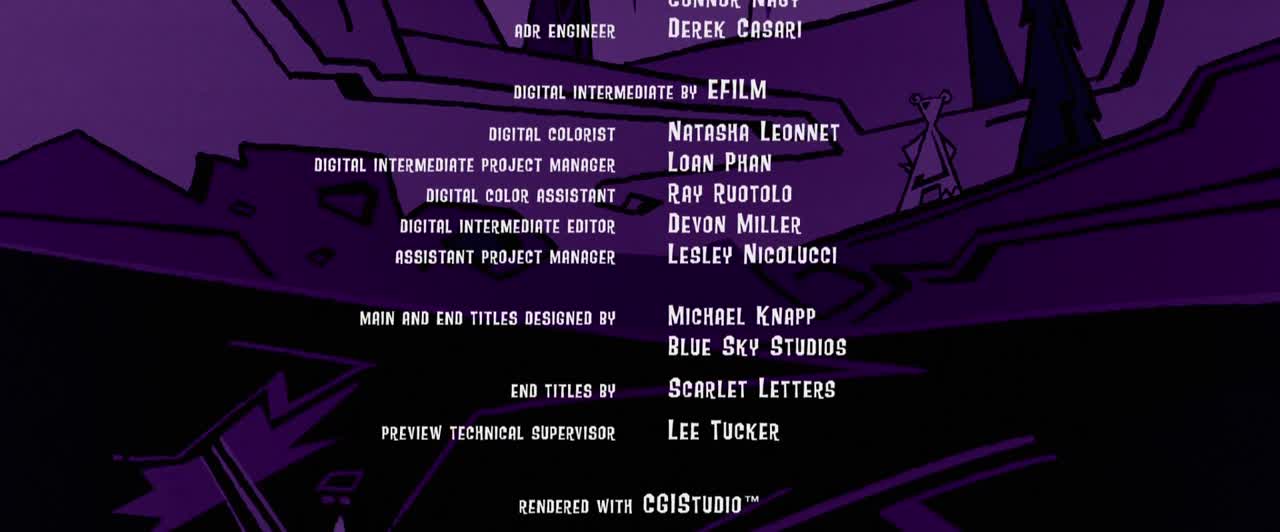 Connor Nagy
ADR Engineer Derek Casari
Digital Intermediate by EFILM
Digital Colorist Natasha Leonnet
Digital Intermediate Project Manager Loan Phan
Digital Color Assistant Ray Ruotolo
Digital Intermediate Editor Devon Miller
Assistant Project Manager Lesley Nicolucci
Main and End Titles Designed by Michael Knapp
Blue Sky Studios
End Titles by Scarlet Letters
Preview Technical Supervisor Lee Tucker
Rendered with CGIStudio™